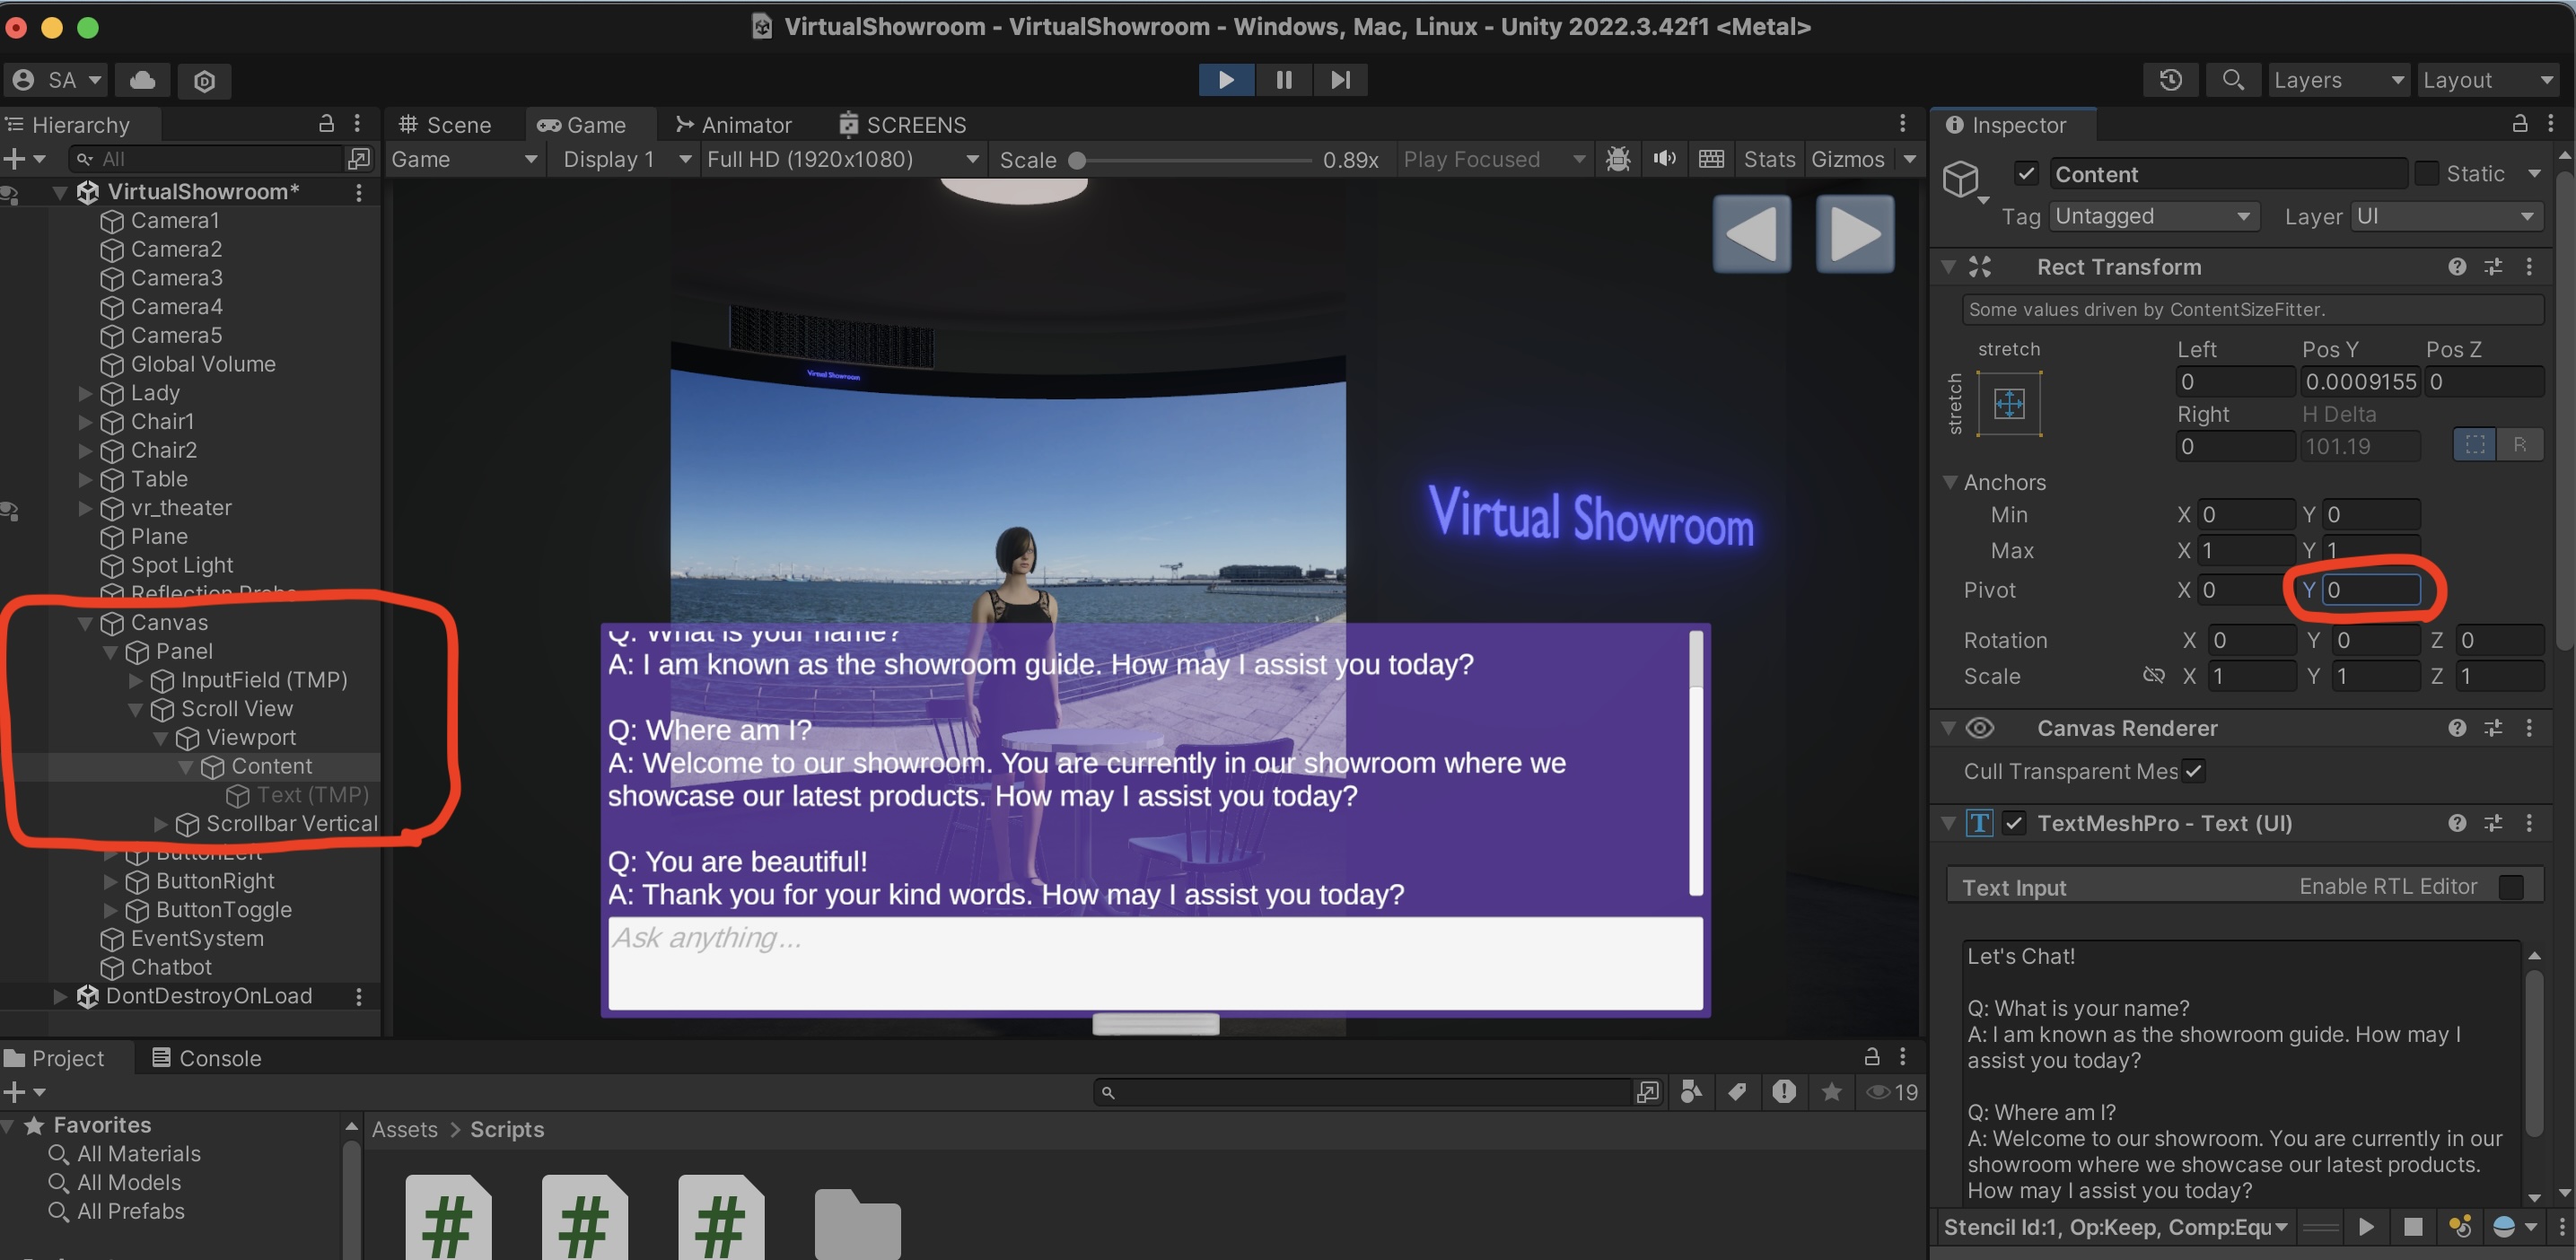 VirtualShowroom - VirtualShowroom - Windows, Mac, Linux - Unity 2022.3.42f1 <Metal>
SA
Layers
Layout
Hierarchy
Scene
Game
Animator
SCREENS
Inspector
All
Game
Display 1
Full HD (1920x1080)
Scale
0.89x
Play Focused
Stats
Gizmos
VirtualShowroom*
Camera1
Camera2
Camera3
Camera4
Camera5
Global Volume
Lady
Chair1
Chair2
Table
vr_theater
Plane
Spot Light
Reflection Probe
Canvas
Panel
InputField (TMP)
Scroll View
Viewport
Content
Text (TMP)
Scrollbar Vertical
ButtonLeft
ButtonRight
ButtonToggle
EventSystem
Chatbot
DontDestroyOnLoad
Virtual Showroom
Virtual Showroom
Q: What is your name?
A: I am known as the showroom guide. How may I assist you today?
Q: Where am I?
A: Welcome to our showroom. You are currently in our showroom where we
showcase our latest products. How may I assist you today?
Q: You are beautiful!
A: Thank you for your kind words. How may I assist you today?
Ask anything...
Content
Static
Tag
Untagged
Layer
UI
Rect Transform
Some values driven by ContentSizeFitter.
stretch
Left
Pos Y
Pos Z
stretch
0
0.0009155
0
Right
H Delta
0
101.19
R
Anchors
Min
X 0
Y 0
Max
X 1
Y 1
Pivot
X 0
Y 0
Rotation
X 0
Y 0
Z 0
Scale
X 1
Y 1
Z 1
Canvas Renderer
Cull Transparent Mes
TextMeshPro - Text (UI)
Text Input
Enable RTL Editor
Let's Chat!
Q: What is your name?
A: I am known as the showroom guide. How may I
assist you today?
Q: Where am I?
A: Welcome to our showroom. You are currently in our
showroom where we showcase our latest products.
How may I assist you today?
Stencil Id:1, Op:Keep, Comp:Equ
Project
Console
19
Favorites
All Materials
All Models
All Prefabs
Assets > Scripts
# # #